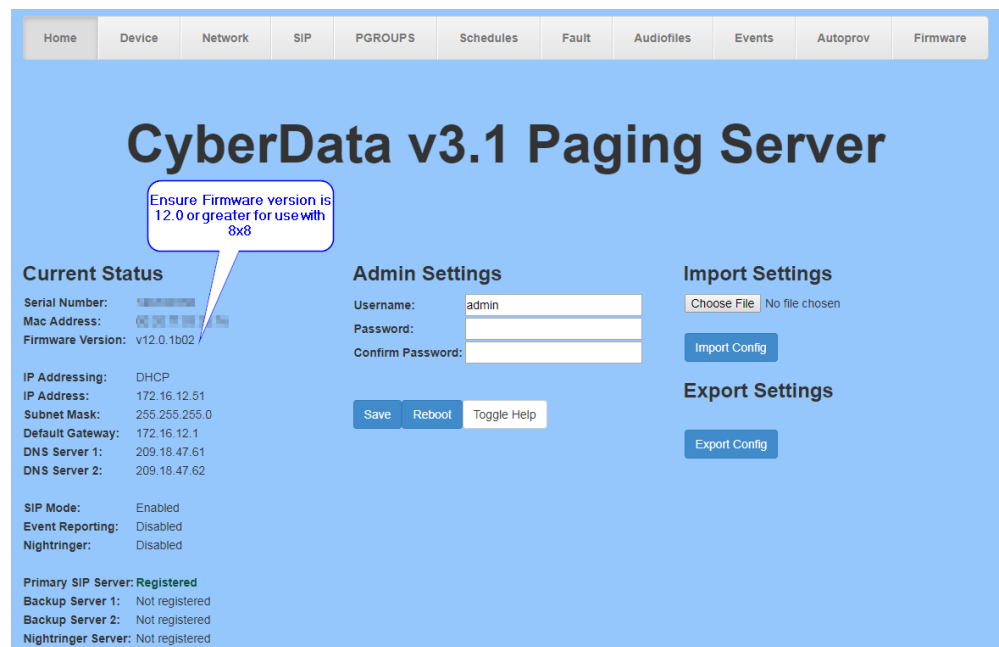 Home Device Network SIP PGROUPS Schedules Fault Audiofiles Events Autoprov Firmware
CyberData v3.1 Paging Server
Ensure Firmware version is
12.0 or greater for use with
8x8
Current Status
Serial Number:
Mac Address:
Firmware Version: v12.0.1b02
IP Addressing: DHCP
IP Address: 172.16.12.51
Subnet Mask: 255.255.255.0
Default Gateway: 172.16.12.1
DNS Server 1: 209.18.47.61
DNS Server 2: 209.18.47.62
SIP Mode: Enabled
Event Reporting: Disabled
Nightringer: Disabled
Primary SIP Server: Registered
Backup Server 1: Not registered
Backup Server 2: Not registered
Nightringer Server: Not registered
Admin Settings
Username: admin
Password:
Confirm Password:
Save Reboot Toggle Help
Import Settings
Choose File No file chosen
Import Config
Export Settings
Export Config